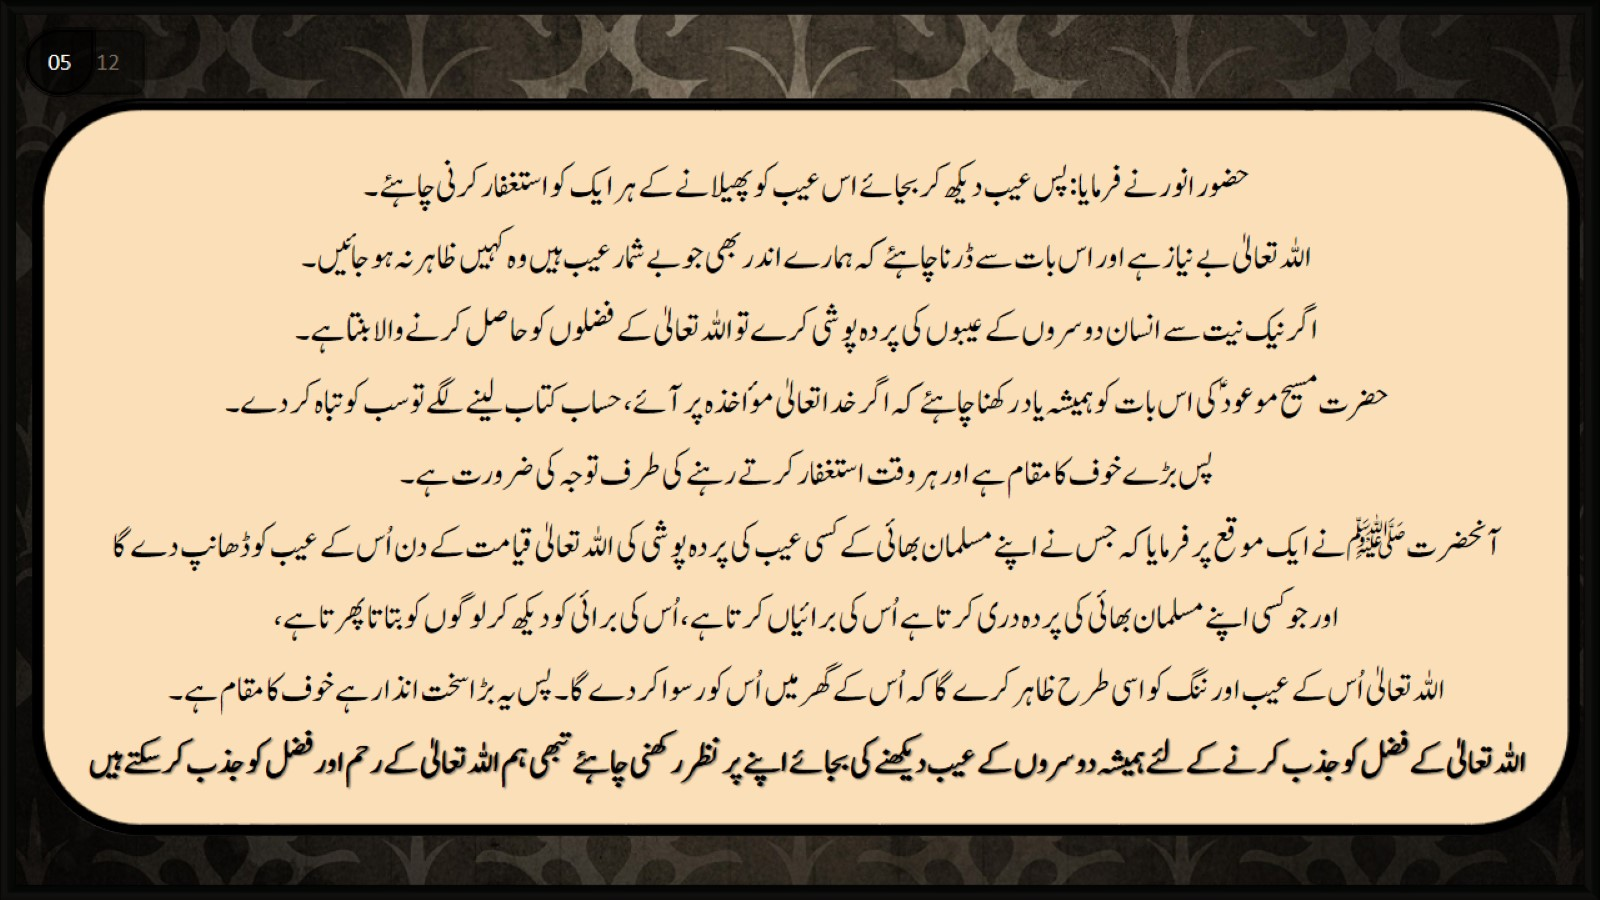 05 12
حضور انور نے فرمایا: پس عیب دیکھ کر بجائے اس عیب کو پھیلانے کے ہر ایک کو استغفار کرنی چاہئے۔
اللہ تعالیٰ بے نیاز ہے اور اس بات سے ڈرنا چاہئے کہ ہمارے اندر بھی جو بے شمار عیب ہیں وہ کہیں ظاہر نہ ہو جائیں۔
اگر نیک نیت سے انسان دوسروں کے عیبوں کی پردہ پوشی کرے تو اللہ تعالیٰ کے فضلوں کو حاصل کرنے والا بنتا ہے۔
حضرت مسیح موعودؑ کی اس بات کو ہمیشہ یاد رکھنا چاہئے کہ اگر خدا تعالیٰ مؤاخذہ پر آئے، حساب کتاب لینے لگے تو سب کو تباہ کر دے۔
پس بڑے خوف کا مقام ہے اور ہر وقت استغفار کرتے رہنے کی طرف توجہ کی ضرورت ہے۔
آنحضرت ﷺ نے ایک موقع پر فرمایا کہ جس نے اپنے مسلمان بھائی کے کسی عیب کی پردہ پوشی کی اللہ تعالیٰ قیامت کے دن اُس کے عیب کو ڈھانپ دے گا
اور جو کسی اپنے مسلمان بھائی کی پردہ دری کرتا ہے اُس کی برائیاں کرتا ہے، اُس کی برائی کو دیکھ کر لوگوں کو بتاتا پھرتا ہے،
اللہ تعالیٰ اُس کے عیب اور ننگ کو اسی طرح ظاہر کرے گا کہ اُس کے گھر میں اُس کو رسوا کر دے گا۔ پس یہ بڑا سخت انذار ہے خوف کا مقام ہے۔
اللہ تعالیٰ کے فضل کو جذب کرنے کے لئے ہمیشہ دوسروں کے عیب دیکھنے کی بجائے اپنے پر نظر رکھنی چاہئے تبھی ہم اللہ تعالیٰ کے رحم اور فضل کو جذب کر سکتے ہیں